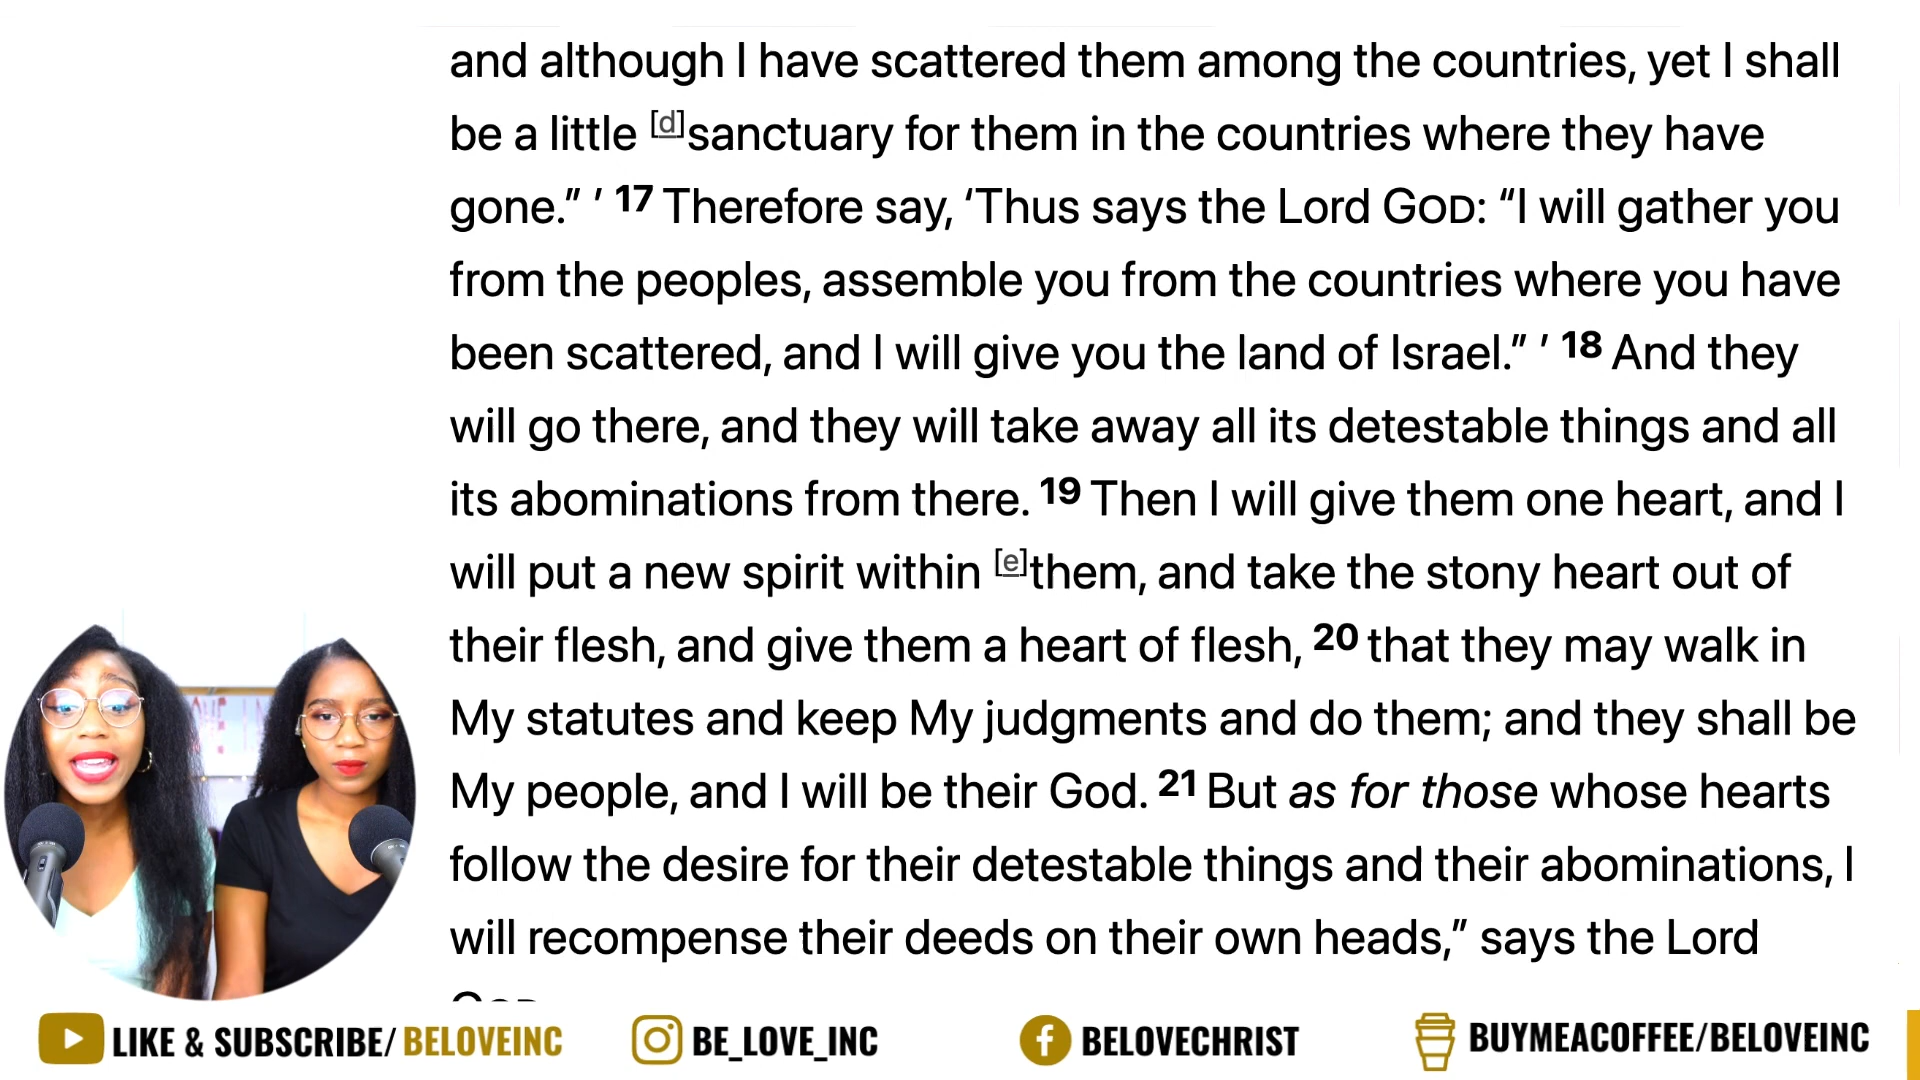 and although I have scattered them among the countries, yet I shall
be a little [d]sanctuary for them in the countries where they have
gone.” ’ 17 Therefore say, ‘Thus says the Lord GOD: “I will gather you
from the peoples, assemble you from the countries where you have
been scattered, and I will give you the land of Israel.” ’ 18 And they
will go there, and they will take away all its detestable things and all
its abominations from there. 19 Then I will give them one heart, and I
will put a new spirit within [e]them, and take the stony heart out of
their flesh, and give them a heart of flesh, 20 that they may walk in
My statutes and keep My judgments and do them; and they shall be
My people, and I will be their God. 21 But as for those whose hearts
follow the desire for their detestable things and their abominations, I
will recompense their deeds on their own heads,” says the Lord
LIKE & SUBSCRIBE/ BELOVEINC BE_LOVE_INC BELOVECHRIST BUYMEACOFFEE/BELOVEINC